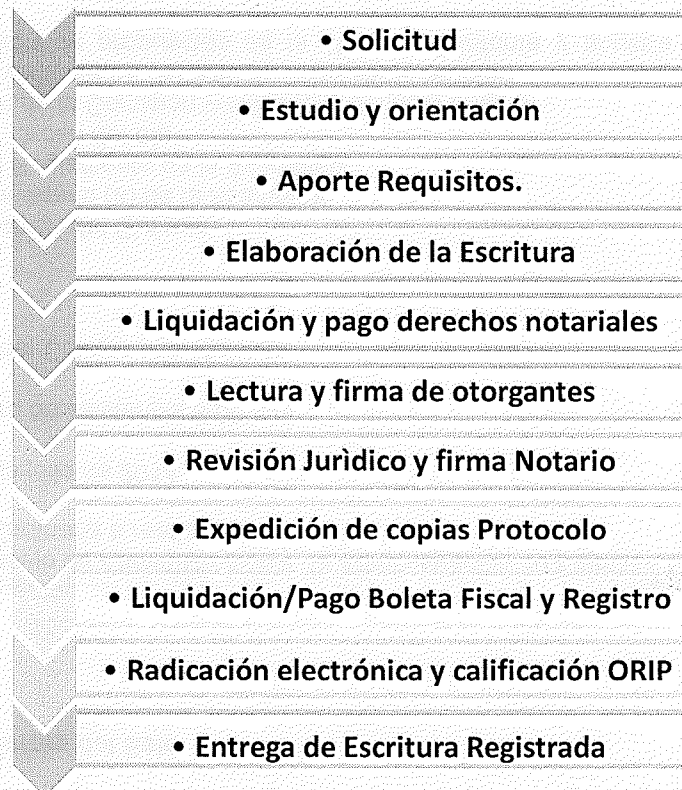 • Solicitud
• Estudio y orientación
• Aporte Requisitos.
• Elaboración de la Escritura
• Liquidación y pago derechos notariales
• Lectura y firma de otorgantes
• Revisión Jurìdico y firma Notario
• Expedición de copias Protocolo
• Liquidación/Pago Boleta Fiscal y Registro
• Radicación electrónica y calificación ORIP
• Entrega de Escritura Registrada